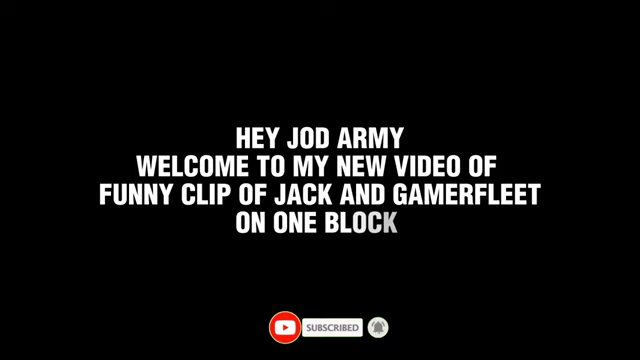 HEY JOD ARMY
WELCOME TO MY NEW VIDEO OF
FUNNY CLIP OF JACK AND GAMERFLEET
ON ONE BLOCK
SUBSCRIBED